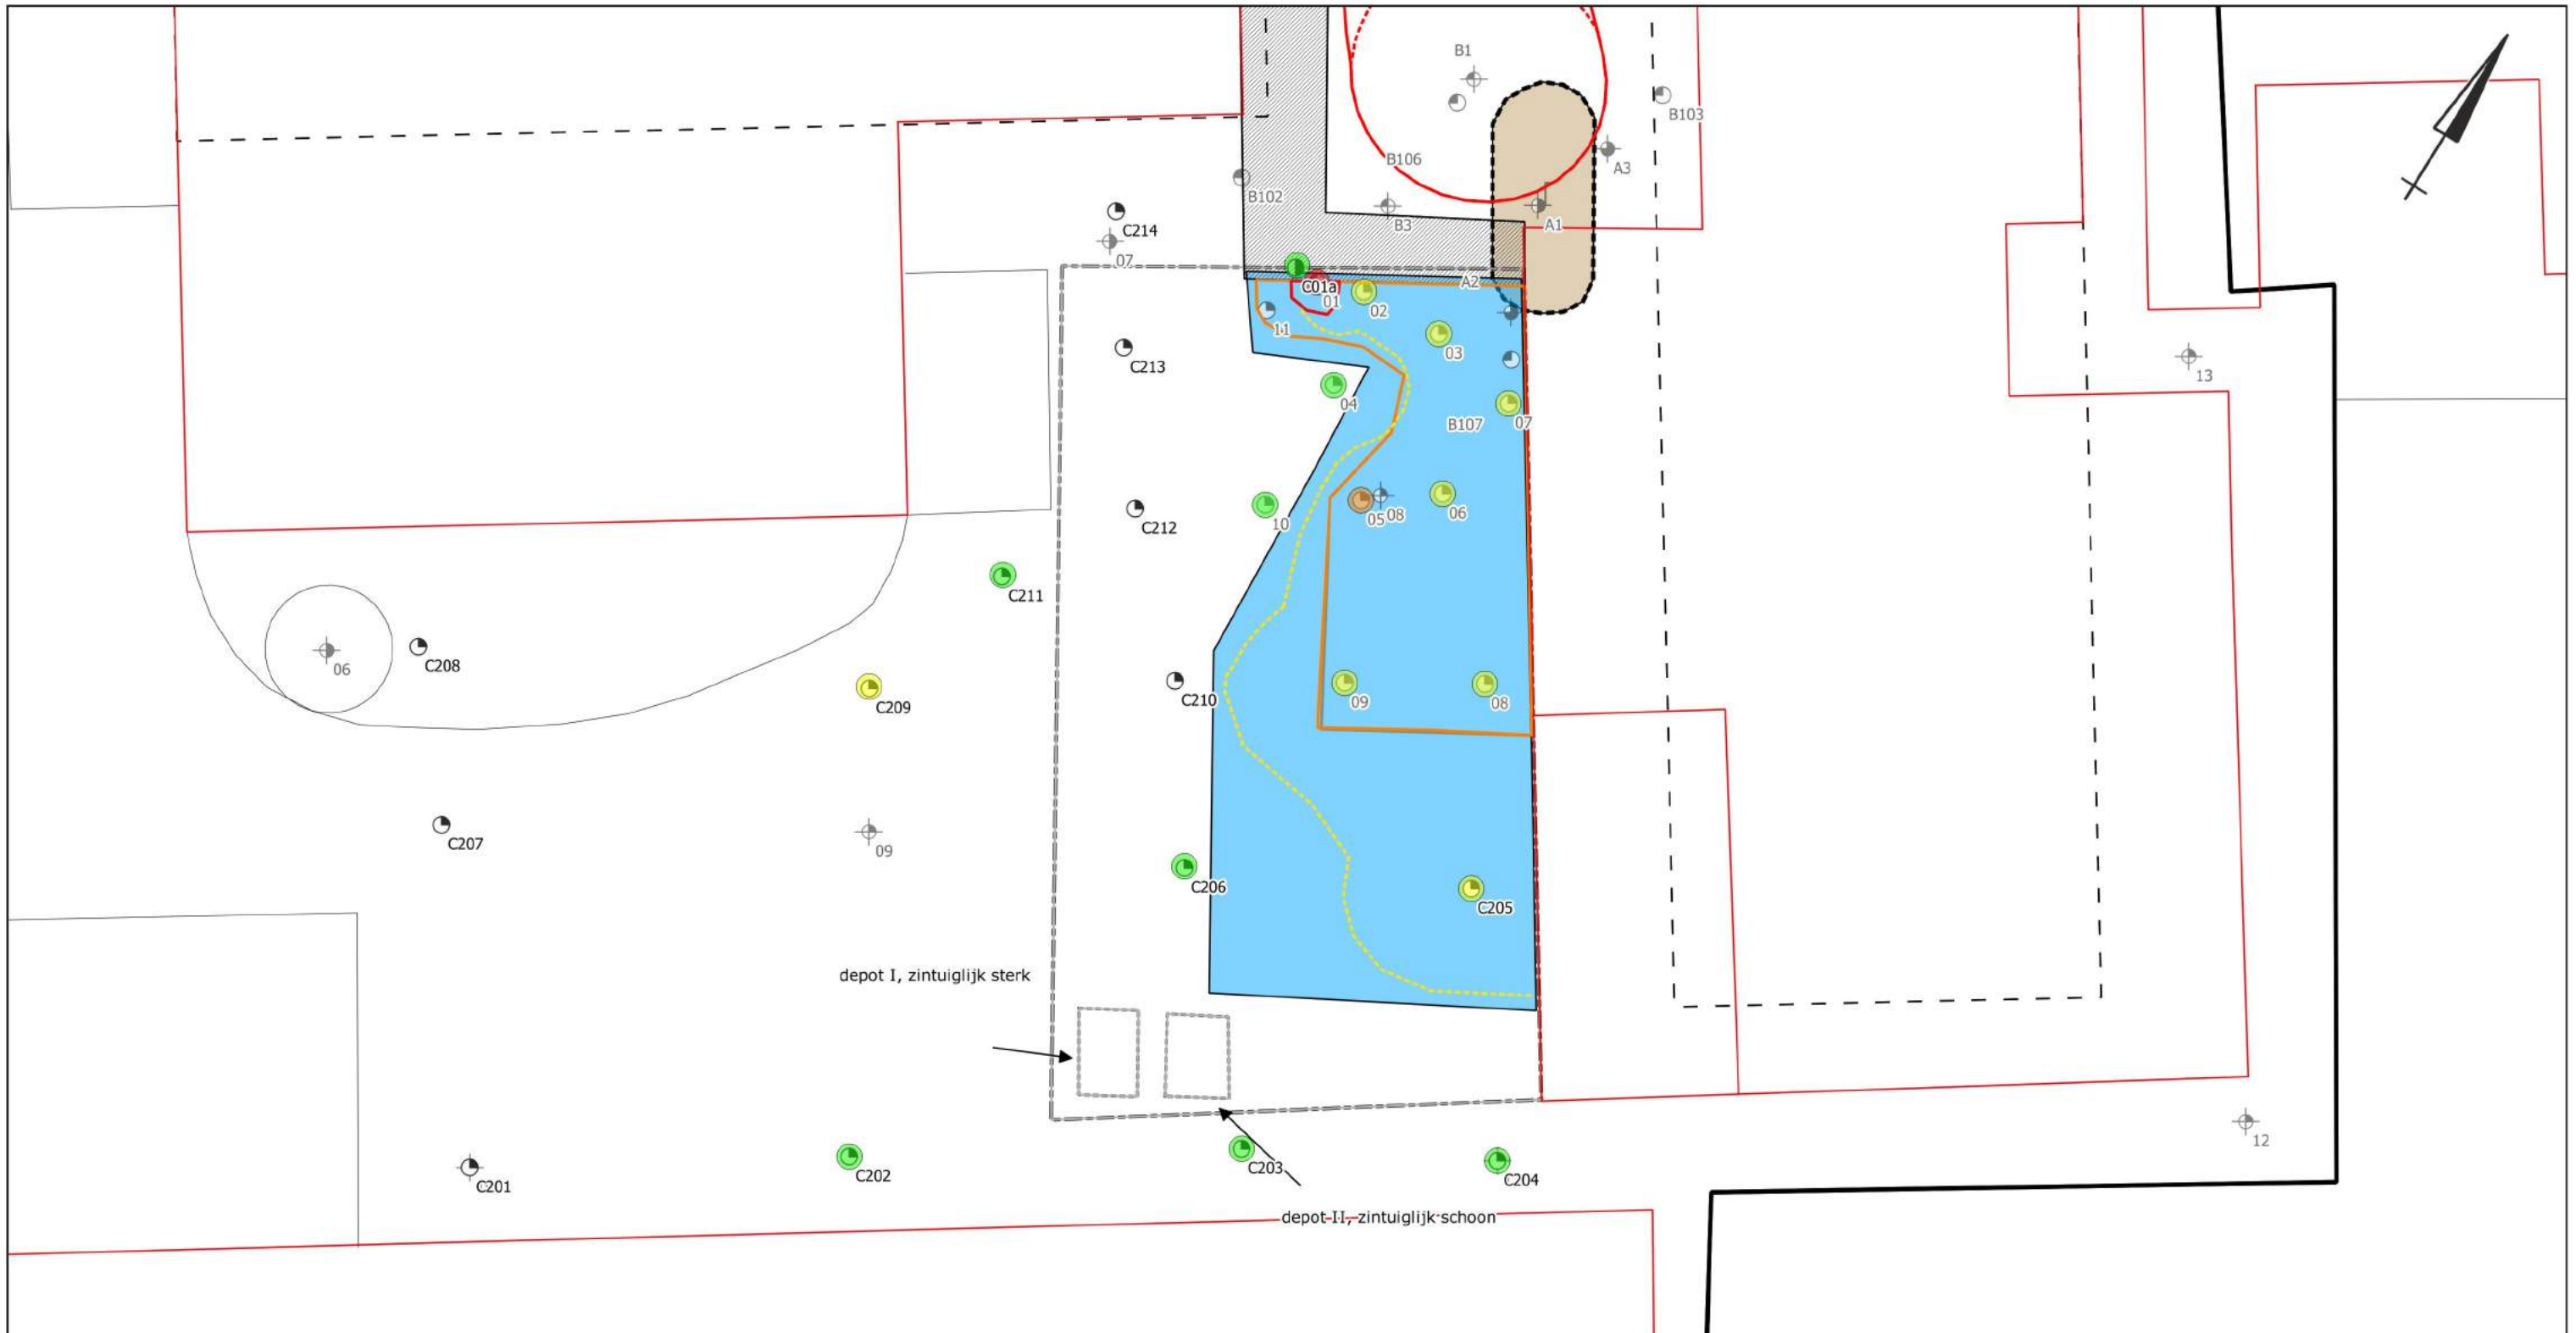 B1
B103
B106
A3
B102
B3
A1
C214
07
A2
C01a
01
02
11
03
C213
13
04
07
B107
C212
10
05
08
06
C211
C208
06
C210
09
08
C209
C207
09
C206
C205
depot I, zintuiglijk sterk
12
C203
C202
C204
C201
depot II, zintuiglijk schoon